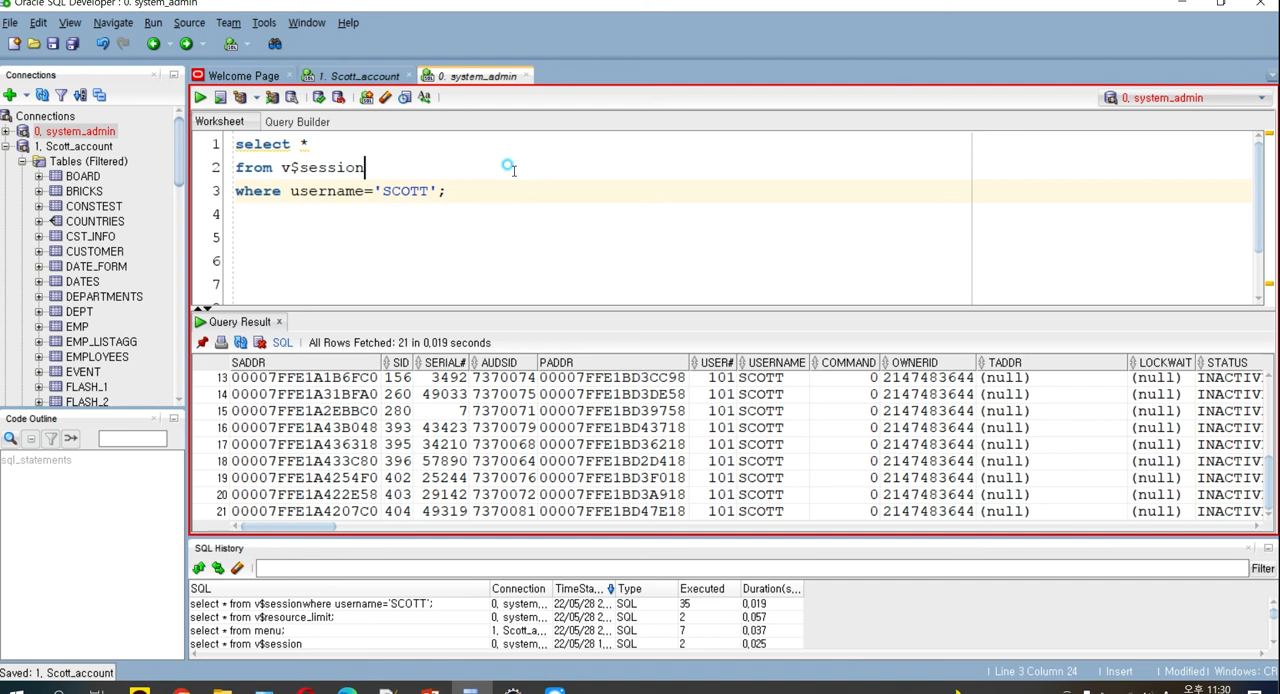 Oracle SQL Developer : 0. system_admin
File Edit View Navigate Run Source Team Tools Window Help
Connections
Welcome Page
1. Scott_account
0. system_admin
0. system_admin
Connections
0. system_admin
1. Scott_account
Tables (Filtered)
BOARD
BRICKS
CONSTEST
COUNTRIES
CST_INFO
CUSTOMER
DATE_FORM
DATES
DEPARTMENTS
DEPT
EMP
EMP_LISTAGG
EMPLOYEES
EVENT
FLASH_1
FLASH_2
Code Outline
sql_statements
Worksheet Query Builder
1 select *
2 from v$session
3 where username='SCOTT';
4
5
6
7
Query Result
SQL All Rows Fetched: 21 in 0,019 seconds
SADDR SID SERIAL# AUDSID PADDR USER# USERNAME COMMAND OWNERID TADDR LOCKWAIT STATUS
13 00007FFE1A1B6FC0 156 3492 7370074 00007FFE1BD3CC98 101 SCOTT 0 2147483644 (null) (null) INACTIV
14 00007FFE1A31BFA0 260 49033 7370075 00007FFE1BD3DE58 101 SCOTT 0 2147483644 (null) (null) INACTIV
15 00007FFE1A2EBBC0 280 7 7370071 00007FFE1BD39758 101 SCOTT 0 2147483644 (null) (null) INACTIV
16 00007FFE1A43B048 393 43423 7370079 00007FFE1BD43718 101 SCOTT 0 2147483644 (null) (null) INACTIV
17 00007FFE1A436318 395 34210 7370068 00007FFE1BD36218 101 SCOTT 0 2147483644 (null) (null) INACTIV
18 00007FFE1A433C80 396 57890 7370064 00007FFE1BD2D418 101 SCOTT 0 2147483644 (null) (null) INACTIV
19 00007FFE1A4254F0 402 25244 7370076 00007FFE1BD3F018 101 SCOTT 0 2147483644 (null) (null) INACTIV
20 00007FFE1A422E58 403 29142 7370072 00007FFE1BD3A918 101 SCOTT 0 2147483644 (null) (null) INACTIV
21 00007FFE1A4207C0 404 49319 7370081 00007FFE1BD47E18 101 SCOTT 0 2147483644 (null) (null) INACTIV
SQL History
Filter
SQL Connection TimeSta... Type Executed Duration(s...
select * from v$sessionwhere username='SCOTT'; 0, system... 22/05/28 2... SQL 35 0,019
select * from v$resource_limit; 0, system... 22/05/28 2... SQL 2 0,057
select * from menu; 1, Scott_a... 22/05/28 2... SQL 7 0,037
select * from v$session 0, system... 22/05/28 1... SQL 2 0,025
Saved: 1, Scott_account
Line 3 Column 24 Insert Modified Windows: CR
오후 11:30